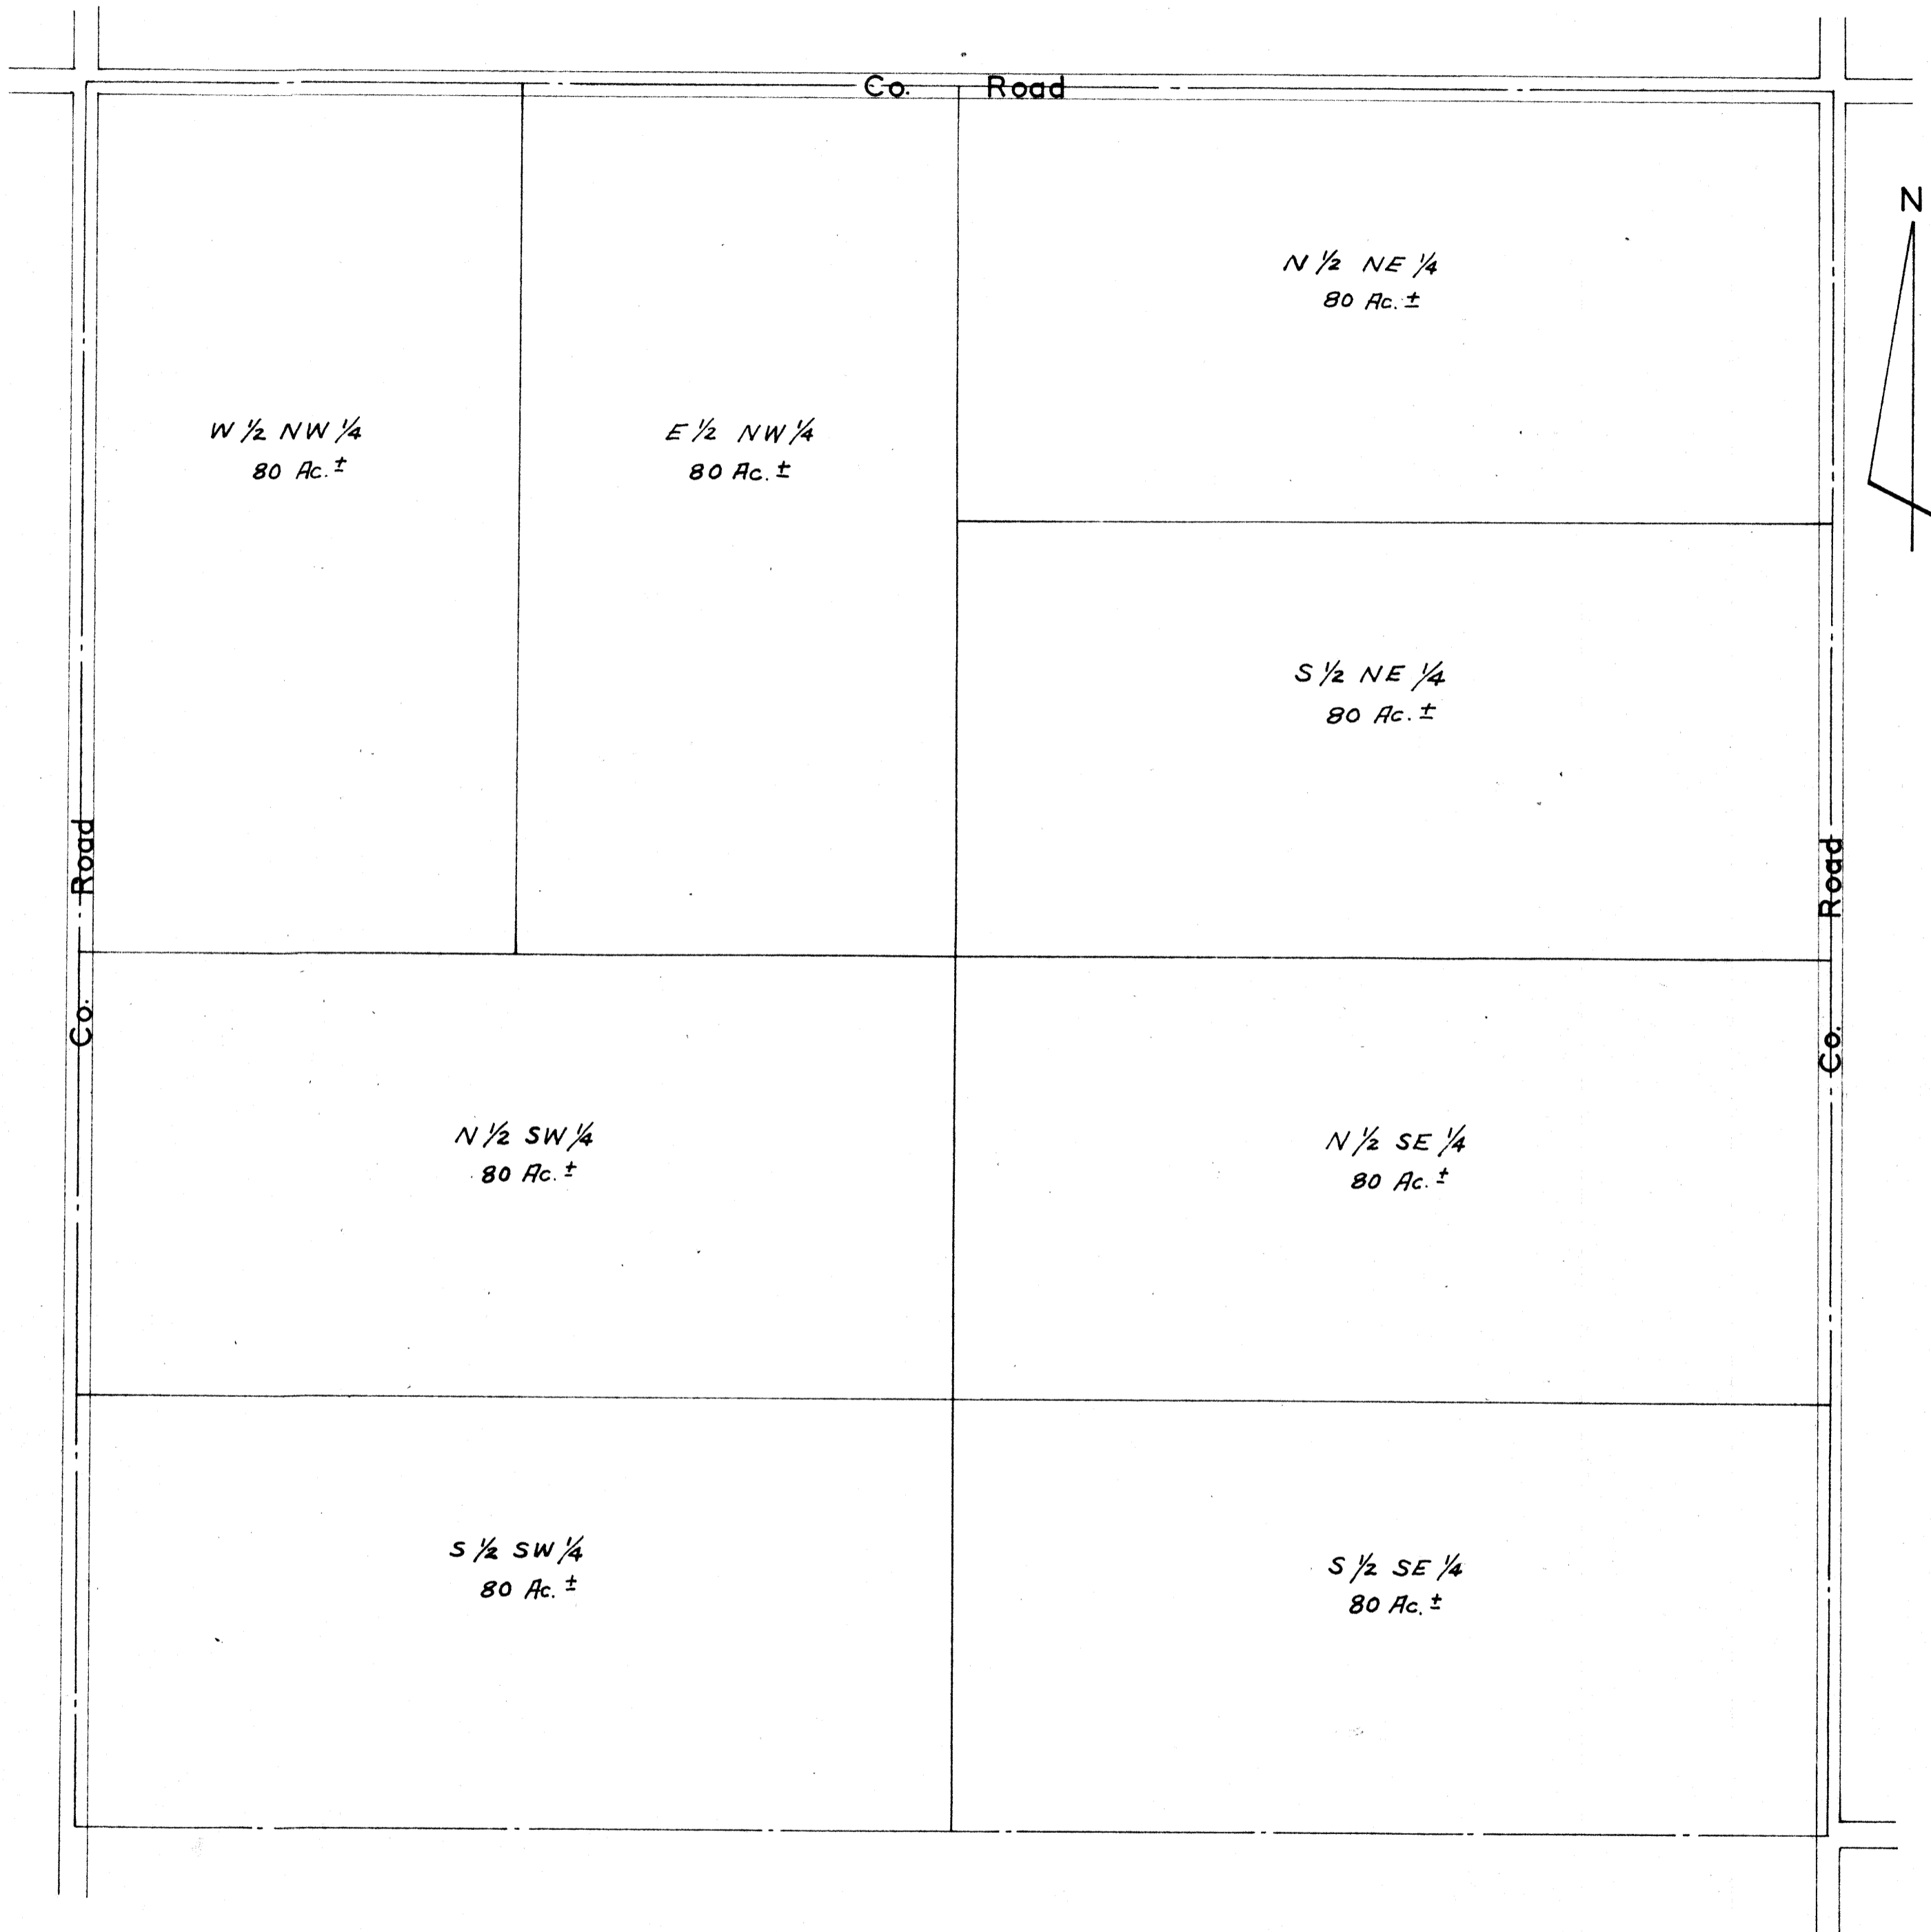 Co. Road
N
N 1/2 NE 1/4
80 Ac. ±
W 1/2 NW 1/4
80 Ac. ±
E 1/2 NW 1/4
80 Ac. ±
S 1/2 NE 1/4
80 Ac. ±
Co. Road
Co. Road
N 1/2 SW 1/4
80 Ac. ±
N 1/2 SE 1/4
80 Ac. ±
S 1/2 SW 1/4
80 Ac. ±
S 1/2 SE 1/4
80 Ac. ±